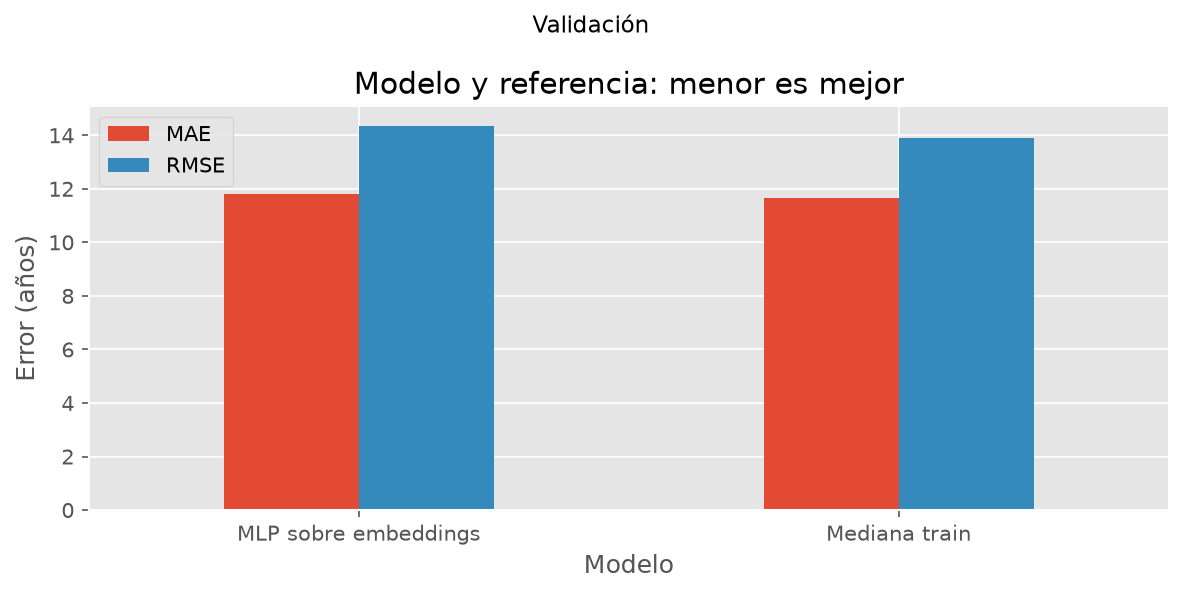 Validación
Modelo y referencia: menor es mejor
MAE
RMSE
14
12
10
8
6
4
2
0
Error (años)
MLP sobre embeddings
Mediana train
Modelo